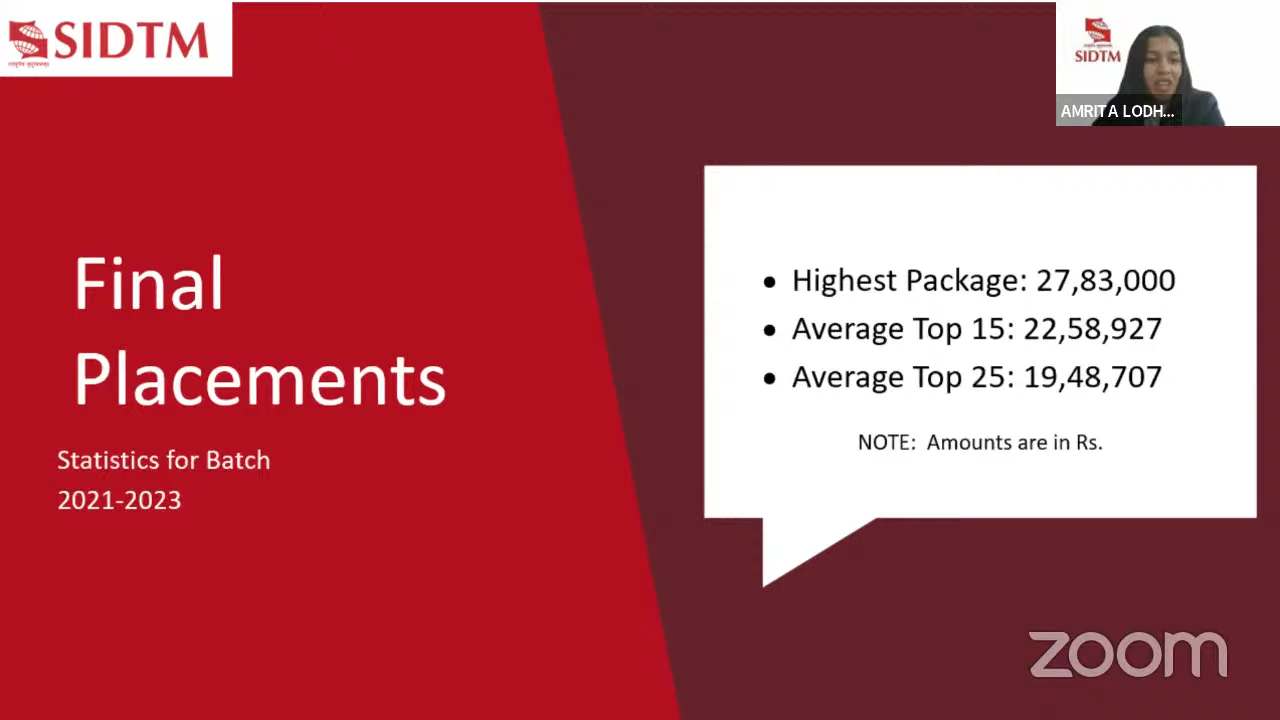 SIDTM
SIDTM
AMRITA LODH...
Final
Placements
Statistics for Batch
2021-2023
• Highest Package: 27,83,000
• Average Top 15: 22,58,927
• Average Top 25: 19,48,707
NOTE: Amounts are in Rs.
zoom